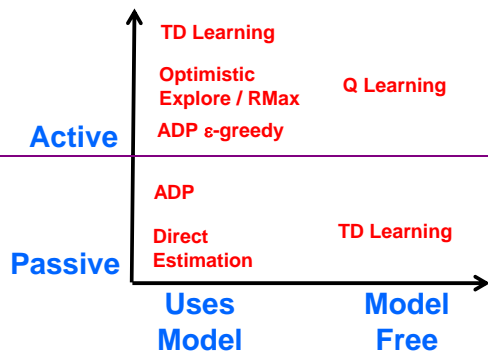 TD Learning
Optimistic
Explore / RMax
Q Learning
ADP ε-greedy
Active
ADP
TD Learning
Direct
Estimation
Passive
Uses
Model
Model
Free